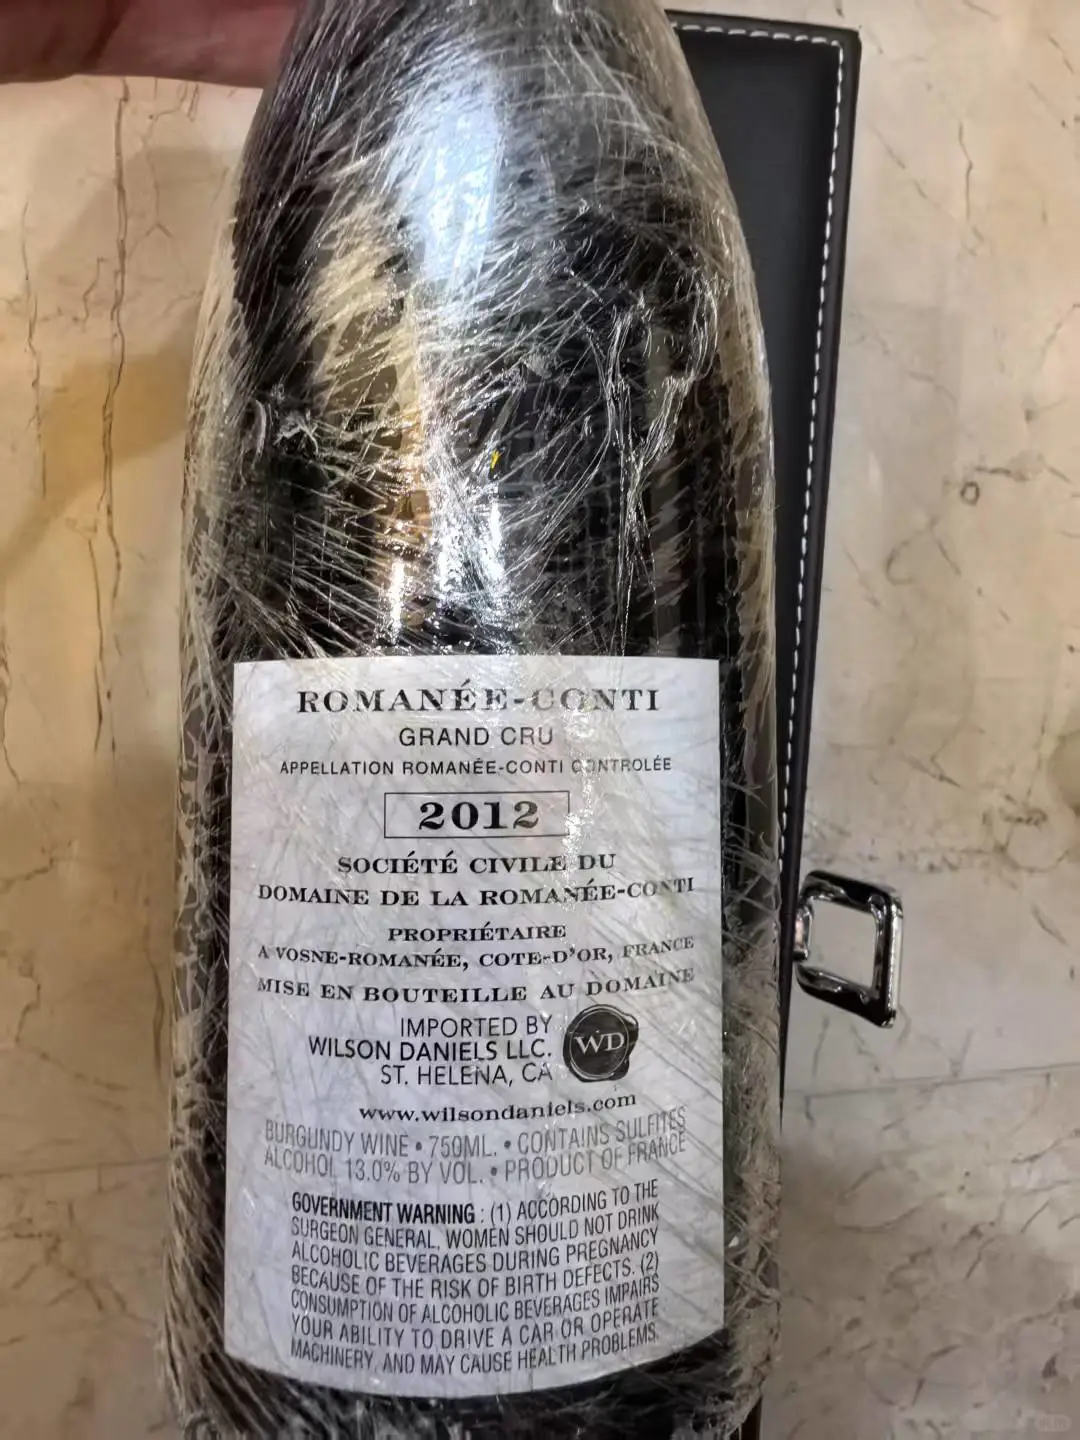 ROMANÉE-CONTI
GRAND CRU
APPELLATION ROMANÉE-CONTI CONTROLÉE
2012
SOCIÉTÉ CIVILE DU
DOMAINE DE LA ROMANÉE-CONTI
PROPRIÉTAIRE
A VOSNE-ROMANÉE, COTE-D'OR, FRANCE
MISE EN BOUTEILLE AU DOMAINE
IMPORTED BY
WILSON DANIELS LLC.
ST. HELENA, CA
WD
www.wilsondaniels.com
BURGUNDY WINE • 750ML. • CONTAINS SULFITES
ALCOHOL 13.0% BY VOL. • PRODUCT OF FRANCE
GOVERNMENT WARNING : (1) ACCORDING TO THE
SURGEON GENERAL, WOMEN SHOULD NOT DRINK
ALCOHOLIC BEVERAGES DURING PREGNANCY
BECAUSE OF THE RISK OF BIRTH DEFECTS. (2)
CONSUMPTION OF ALCOHOLIC BEVERAGES IMPAIRS
YOUR ABILITY TO DRIVE A CAR OR OPERATE
MACHINERY, AND MAY CAUSE HEALTH PROBLEMS.